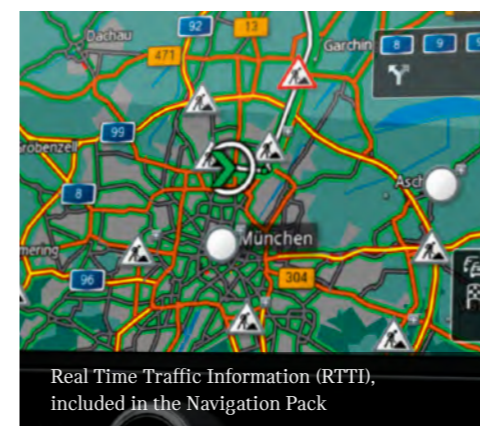 92
13
Dachau
Garchin
8
9
471
99
Gröbenzell
Asch
8
München
mering
96
304
Real Time Traffic Information (RTTI),
included in the Navigation Pack